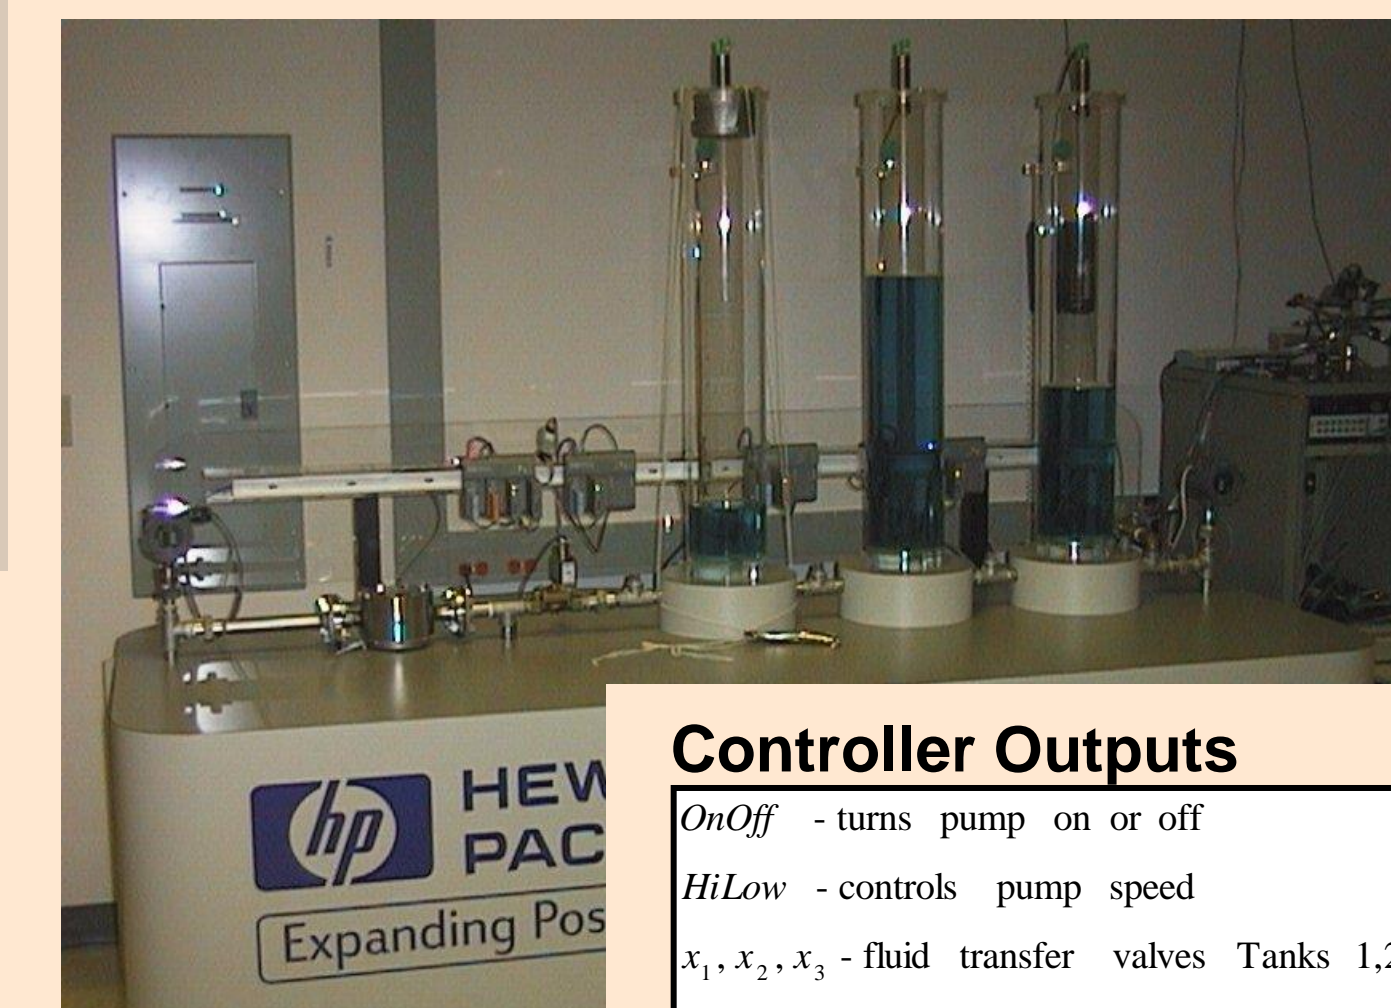 hp
HEW
PAC
Expanding Pos
Controller Outputs
OnOff - turns pump on or off
HiLow - controls pump speed
x₁, x₂, x₃ - fluid transfer valves Tanks 1,2